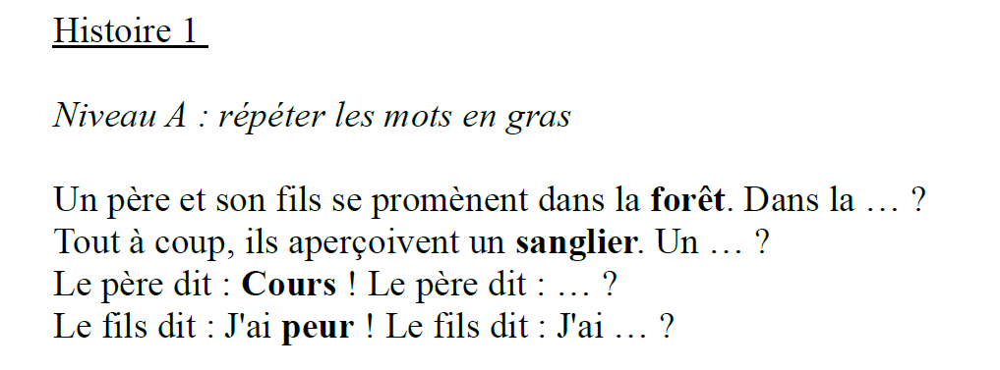 Histoire 1
Niveau A : répéter les mots en gras
Un père et son fils se promènent dans la forêt. Dans la … ?
Tout à coup, ils aperçoivent un sanglier. Un … ?
Le père dit : Cours ! Le père dit : … ?
Le fils dit : J'ai peur ! Le fils dit : J'ai … ?